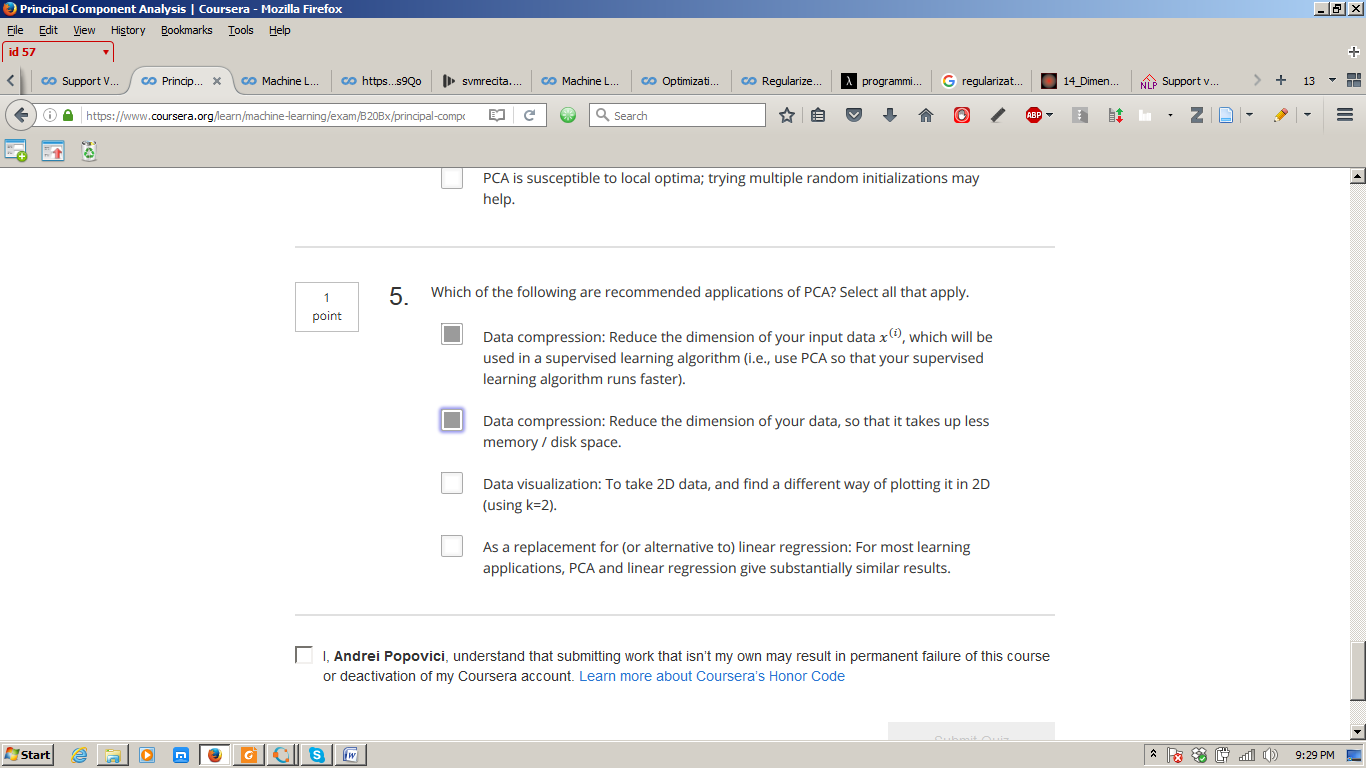 Principal Component Analysis | Coursera - Mozilla Firefox
File Edit View History Bookmarks Tools Help
id 57
Support V... Princip... Machine L... https...s9Qo svmrecita.... Machine L... Optimizati... Regularize... programmi... regularizat... 14_Dimen... Support v... 13
https://www.coursera.org/learn/machine-learning/exam/B20Bx/principal-compo
Search
ABP
PCA is susceptible to local optima; trying multiple random initializations may
help.
1
point
5.
Which of the following are recommended applications of PCA? Select all that apply.
Data compression: Reduce the dimension of your input data x^(i), which will be
used in a supervised learning algorithm (i.e., use PCA so that your supervised
learning algorithm runs faster).
Data compression: Reduce the dimension of your data, so that it takes up less
memory / disk space.
Data visualization: To take 2D data, and find a different way of plotting it in 2D
(using k=2).
As a replacement for (or alternative to) linear regression: For most learning
applications, PCA and linear regression give substantially similar results.
I, Andrei Popovici, understand that submitting work that isn't my own may result in permanent failure of this course
or deactivation of my Coursera account. Learn more about Coursera's Honor Code
Submit Quiz
Start
9:29 PM